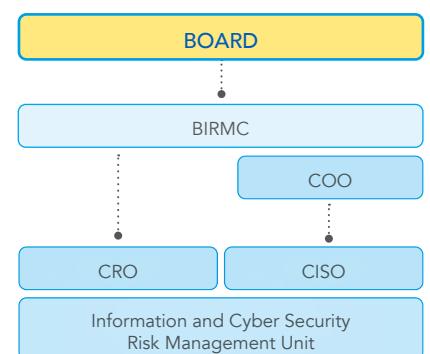 BOARD
BIRMC
COO
CRO
CISO
Information and Cyber Security
Risk Management Unit